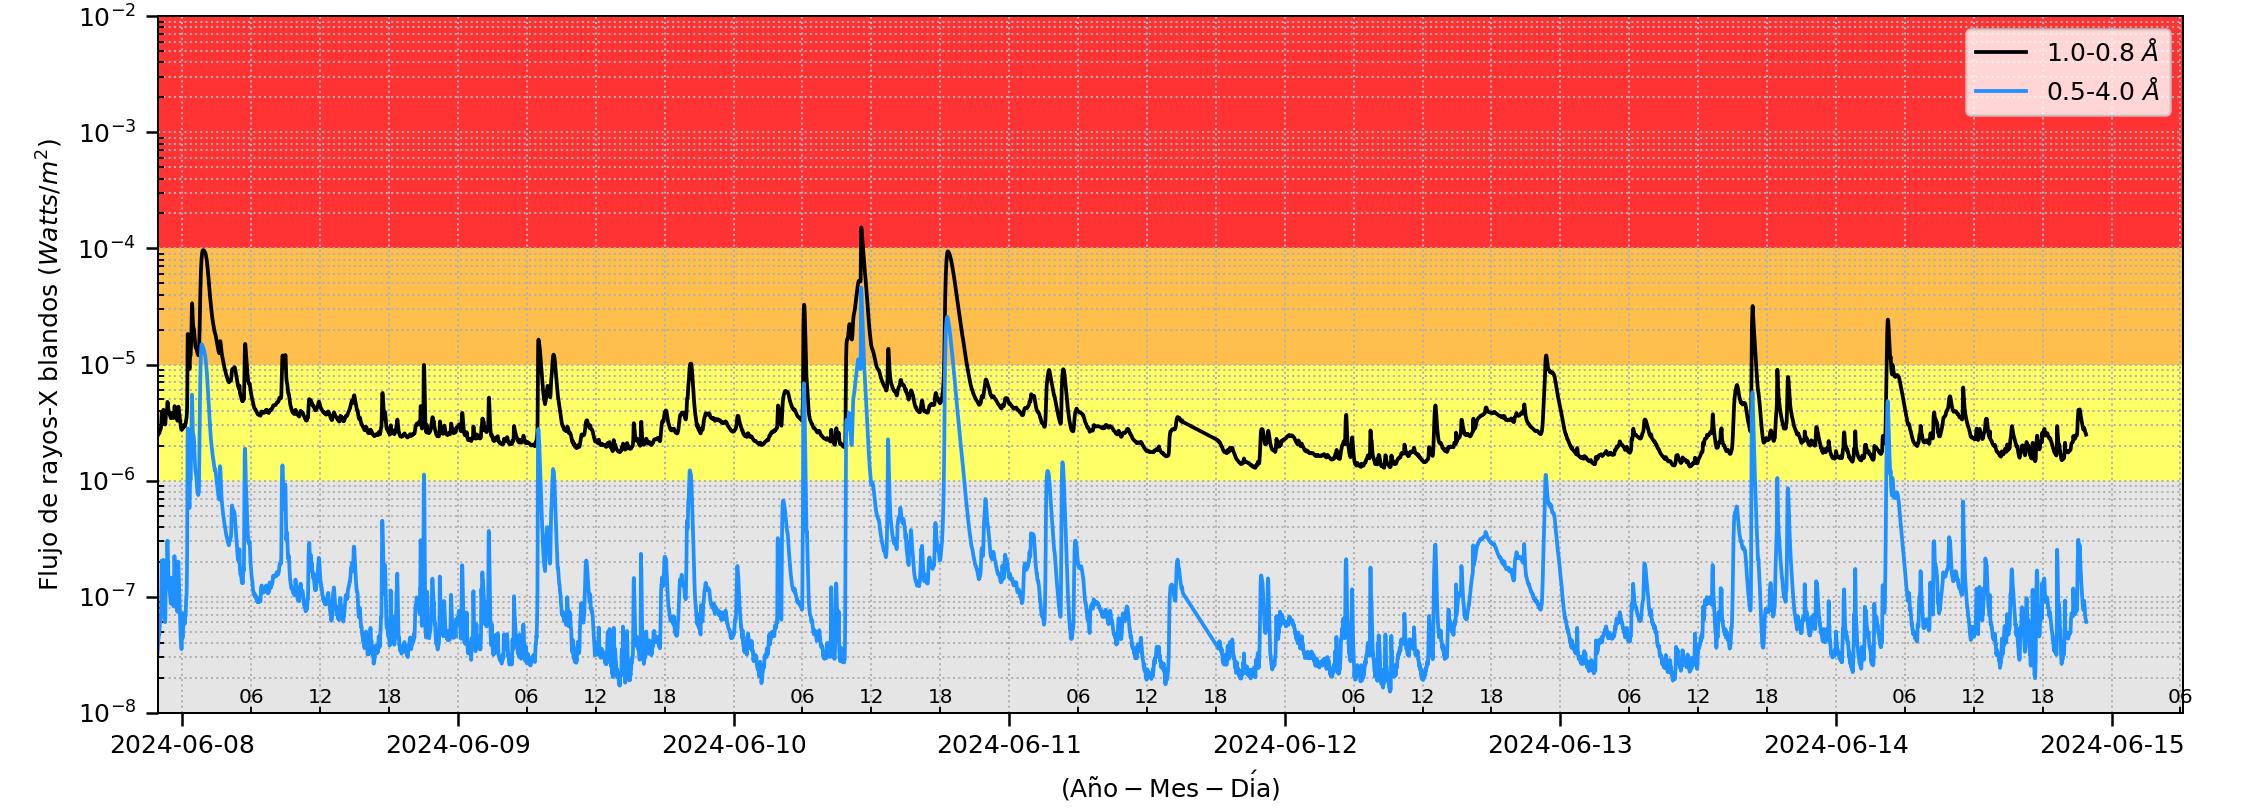 10⁻²
10⁻³
10⁻⁴
10⁻⁵
10⁻⁶
10⁻⁷
10⁻⁸
Flujo de rayos-X blandos (Watts/m²)
1.0-0.8 Å
0.5-4.0 Å
06 12 18 06 12 18 06 12 18 06 12 18 06 12 18 06 12 18 06 12 18 06
2024-06-08 2024-06-09 2024-06-10 2024-06-11 2024-06-12 2024-06-13 2024-06-14 2024-06-15
(Año − Mes − Día)